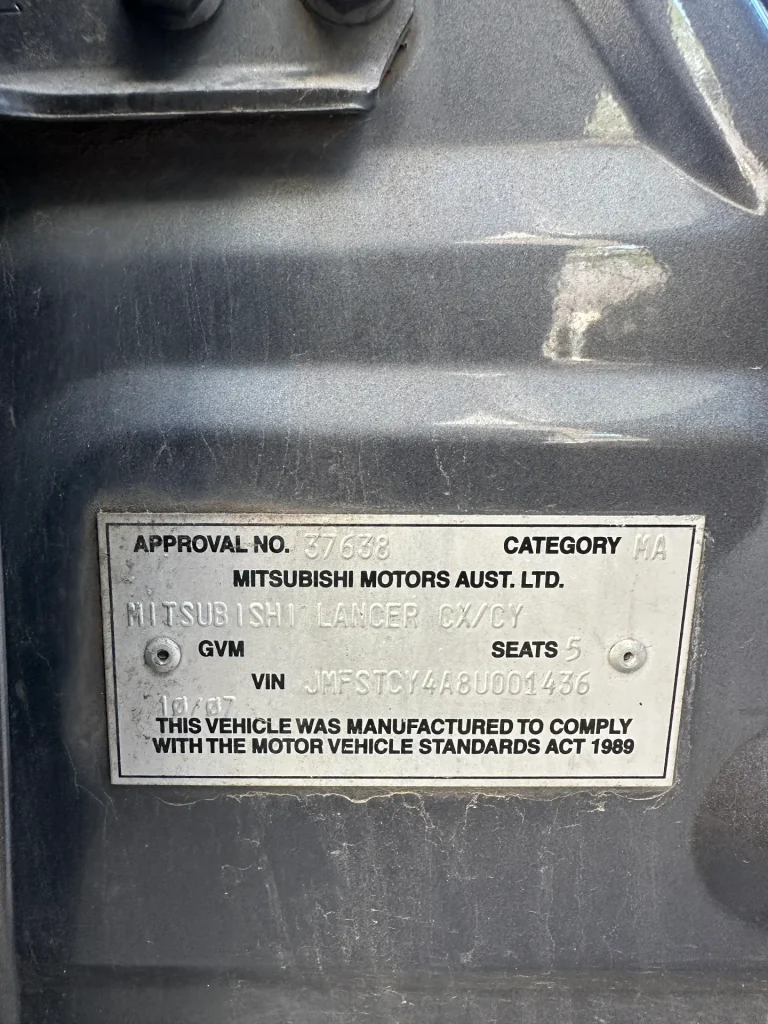 APPROVAL NO. 37638 CATEGORY MA
MITSUBISHI MOTORS AUST. LTD.
MITSUBISHI LANCER CX/CY
GVM SEATS 5
VIN JMFSTCY4A8U001436
10/07
THIS VEHICLE WAS MANUFACTURED TO COMPLY
WITH THE MOTOR VEHICLE STANDARDS ACT 1989